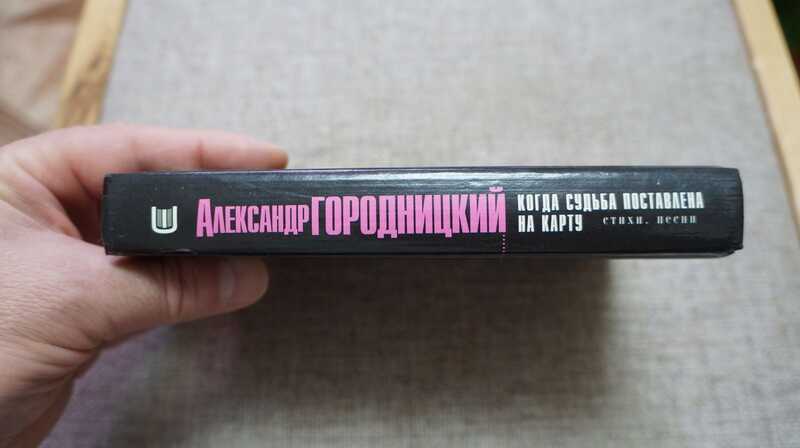 Александр ГОРОДНИЦКИЙ
КОГДА СУДЬБА ПОСТАВЛЕНА
НА КАРТУ стихи, песни